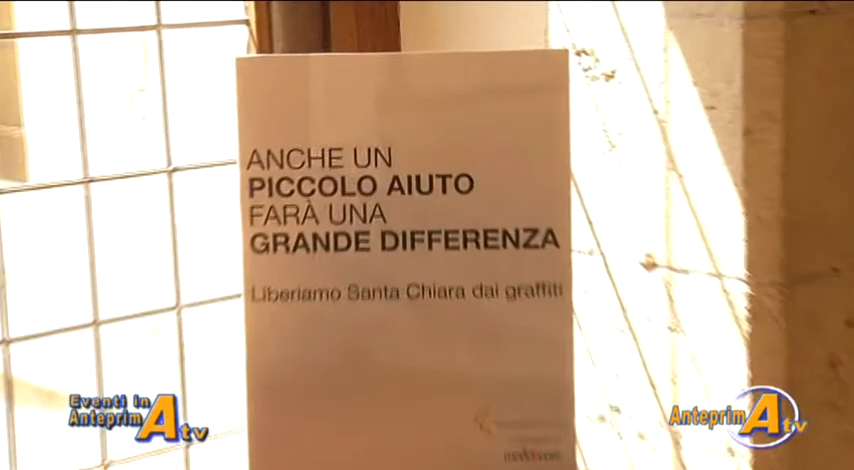 ANCHE UN
PICCOLO AIUTO
FARÀ UNA
GRANDE DIFFERENZA
Liberiamo Santa Chiara dai graffiti
Eventi in
AnteprimA tv
AnteprimA tv